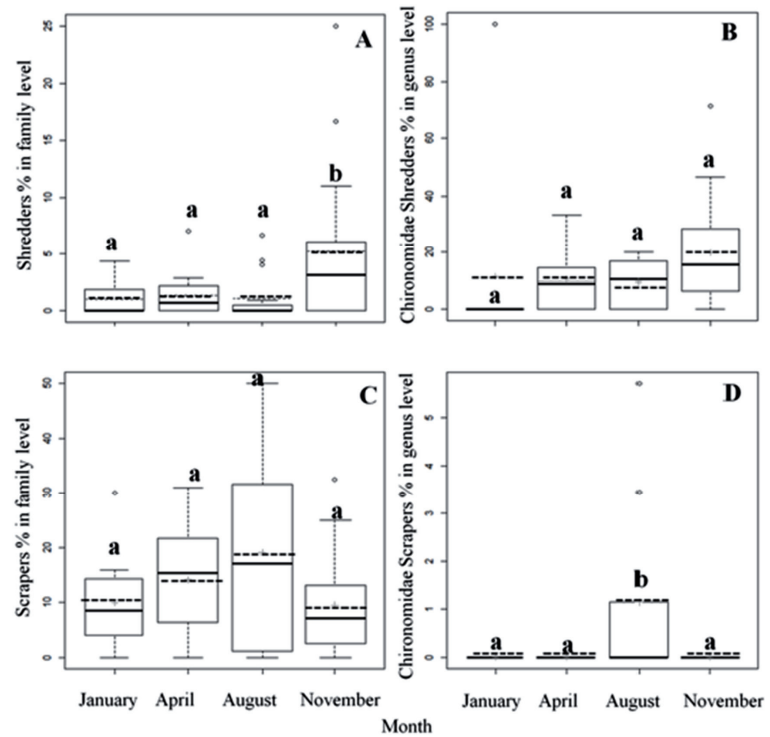 A
Shredders % in family level
25
20
15
10
5
0
a
a
a
b
B
Chironomidae Shredders % in genus level
100
80
60
40
20
0
a
a
a
a
C
Scrapers % in family level
50
40
30
20
10
0
a
a
a
a
D
Chironomidae Scrapers % in genus level
5
4
3
2
1
0
a
a
b
a
January April August November
January April August November
Month